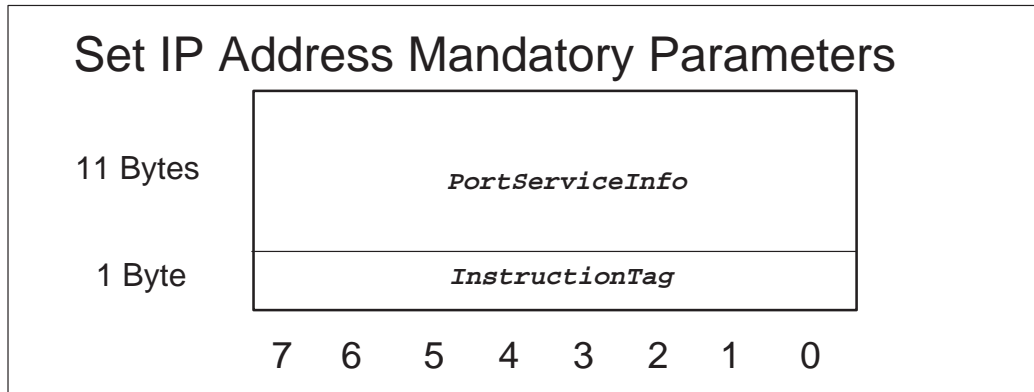 Set IP Address Mandatory Parameters
11 Bytes PortServiceInfo
1 Byte InstructionTag
7 6 5 4 3 2 1 0